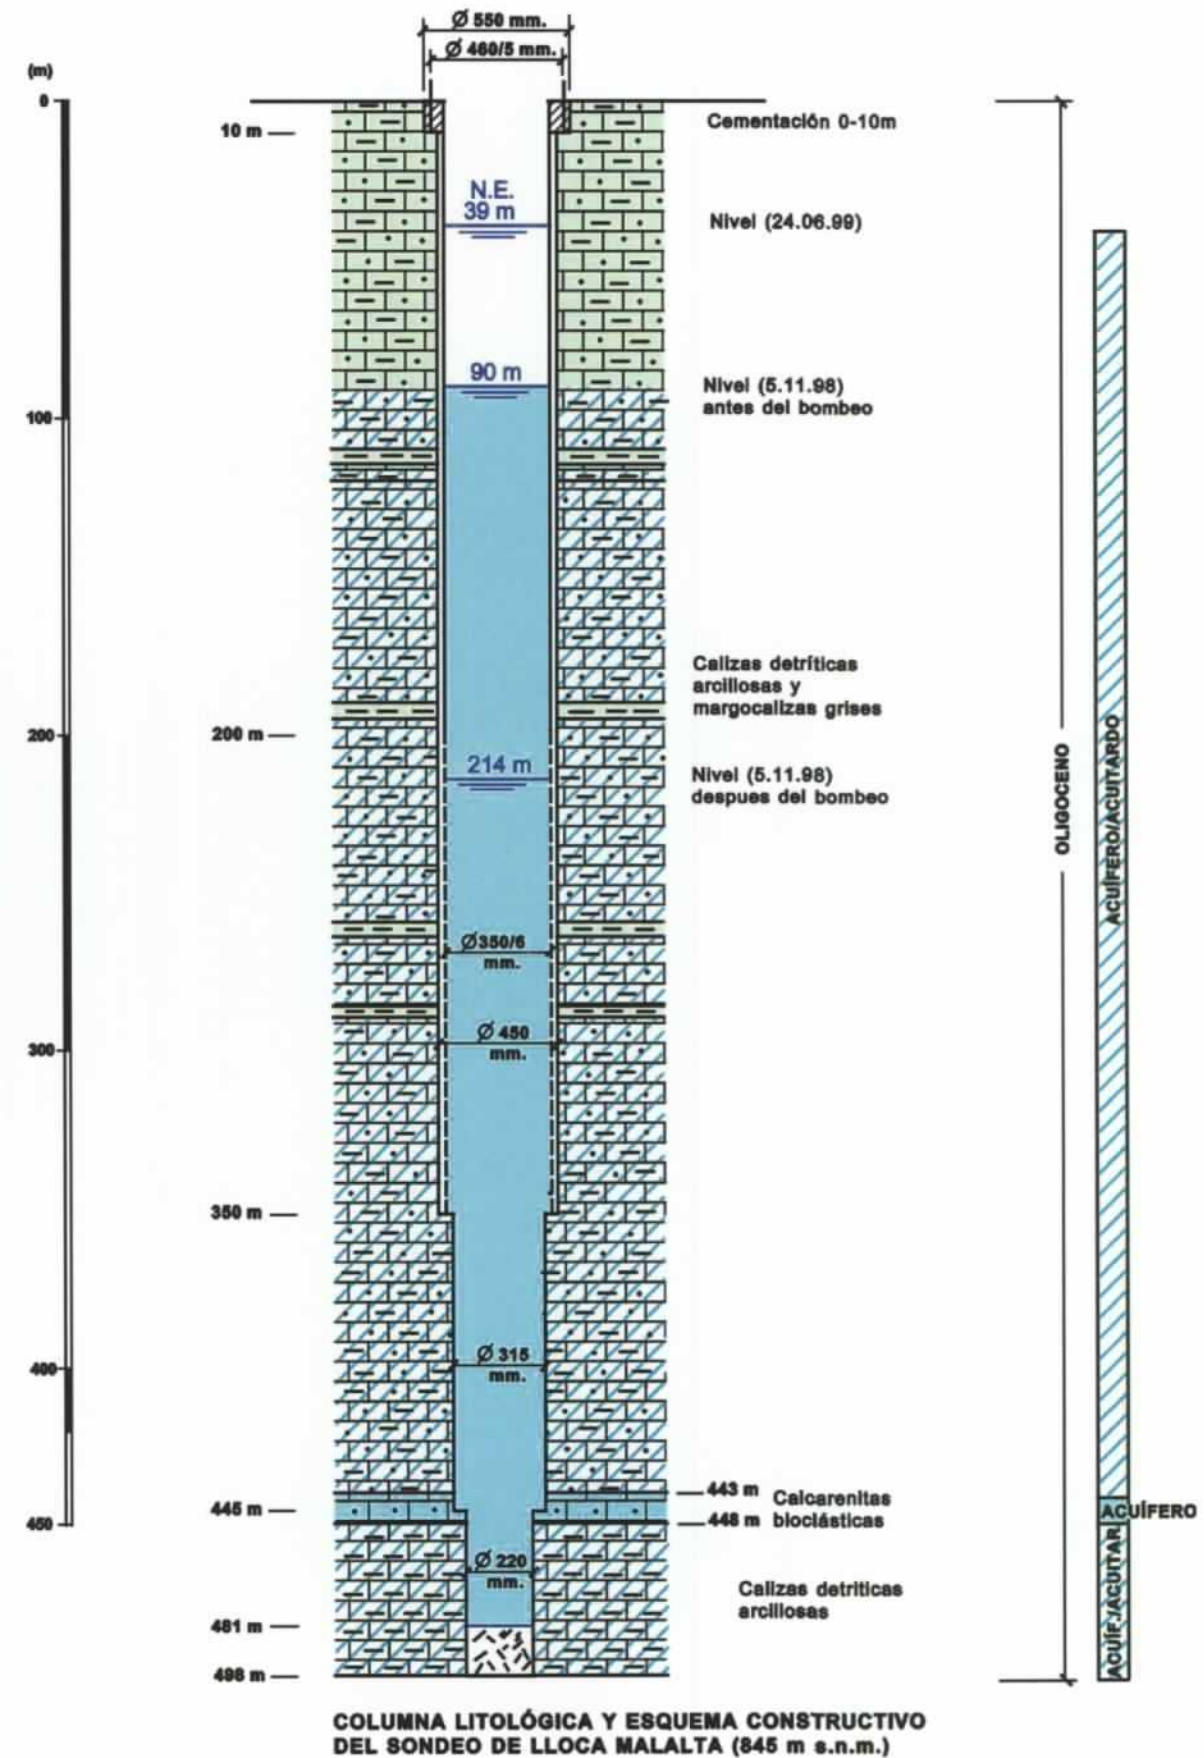 Ø 550 mm.
Ø 460/5 mm.
(m)
0
10 m
Cementación 0-10m
N.E.
39 m
Nivel (24.06.99)
90 m
Nivel (5.11.98)
antes del bombeo
100
Calizas detríticas
arcillosas y
margocalizas grises
200
200 m
214 m
Nivel (5.11.98)
despues del bombeo
OLIGOCENO
ACUÍFERO/ACUITARDO
Ø350/6
mm.
Ø 450
mm.
300
350 m
Ø 315
mm.
400
443 m
Calcarenitas
bioclásticas
445 m
448 m
450
ACUÍFERO
Ø 220
mm.
Calizas detriticas
arcillosas
ACUÍF./ACUITAR.
481 m
498 m
COLUMNA LITOLÓGICA Y ESQUEMA CONSTRUCTIVO
DEL SONDEO DE LLOCA MALALTA (845 m s.n.m.)